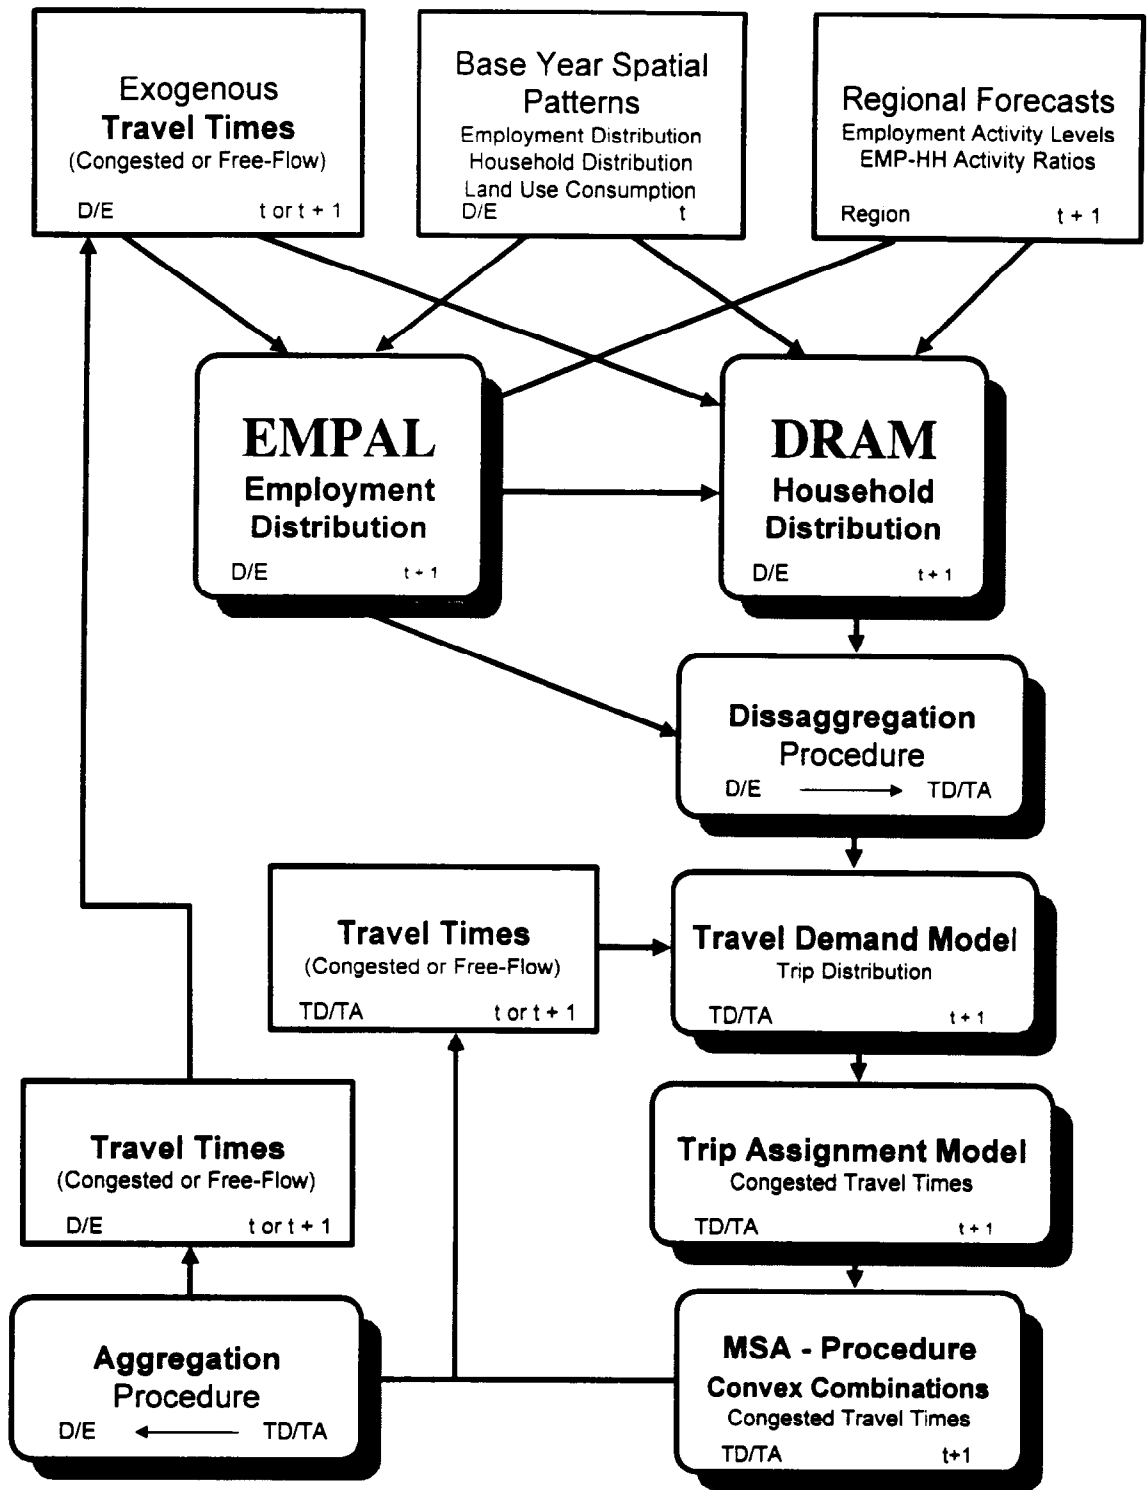 Exogenous
Travel Times
(Congested or Free-Flow)
D/E t or t + 1
Base Year Spatial
Patterns
Employment Distribution
Household Distribution
Land Use Consumption
D/E t
Regional Forecasts
Employment Activity Levels
EMP-HH Activity Ratios
Region t + 1
EMPAL
Employment
Distribution
D/E t + 1
DRAM
Household
Distribution
D/E t + 1
Dissaggregation
Procedure
D/E TD/TA
Travel Times
(Congested or Free-Flow)
TD/TA t or t + 1
Travel Demand Model
Trip Distribution
TD/TA t + 1
Travel Times
(Congested or Free-Flow)
D/E t or t + 1
Trip Assignment Model
Congested Travel Times
TD/TA t + 1
Aggregation
Procedure
D/E TD/TA
MSA - Procedure
Convex Combinations
Congested Travel Times
TD/TA t+1